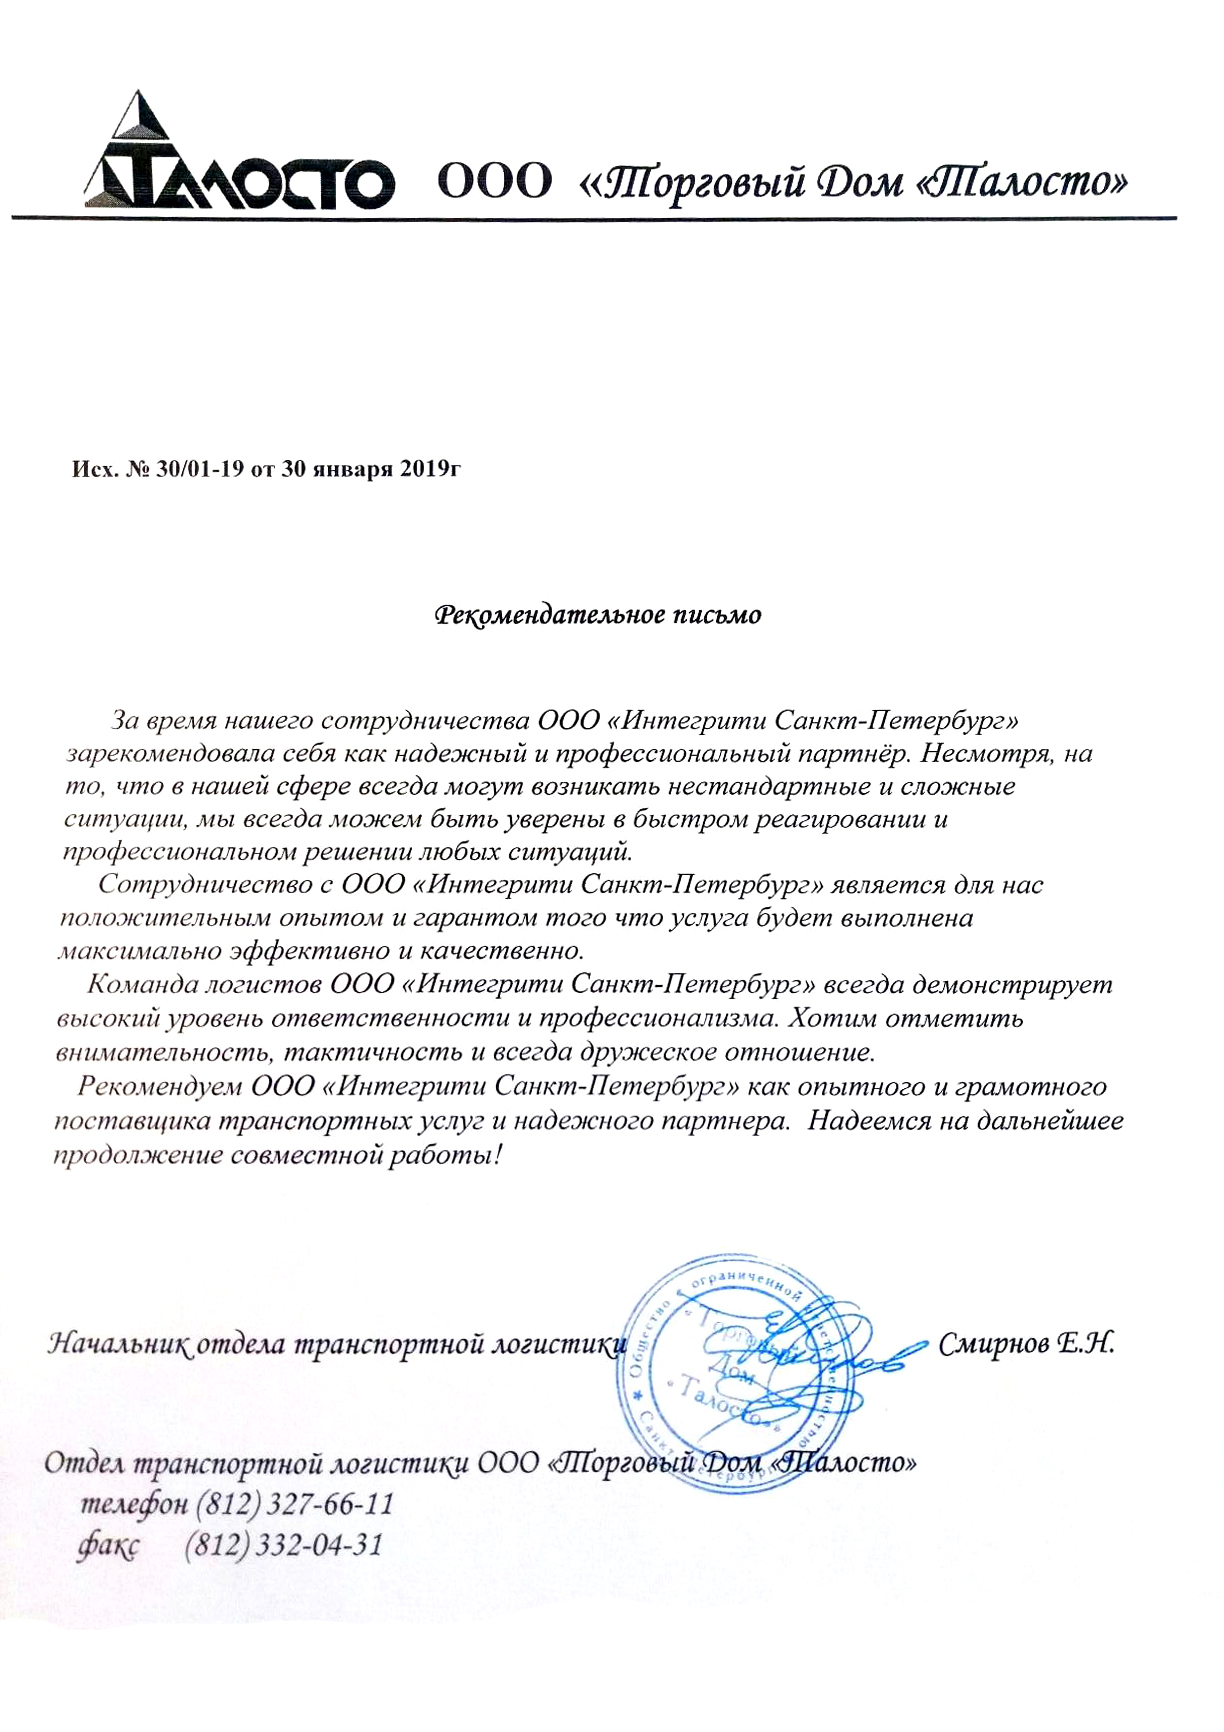 ТАЛОСТО ООО «Торговый Дом «Талосто»
Исх. № 30/01-19 от 30 января 2019г
Рекомендательное письмо
За время нашего сотрудничества ООО «Интегрити Санкт-Петербург»
зарекомендовала себя как надежный и профессиональный партнёр. Несмотря, на
то, что в нашей сфере всегда могут возникать нестандартные и сложные
ситуации, мы всегда можем быть уверены в быстром реагировании и
профессиональном решении любых ситуаций.
Сотрудничество с ООО «Интегрити Санкт-Петербург» является для нас
положительным опытом и гарантом того что услуга будет выполнена
максимально эффективно и качественно.
Команда логистов ООО «Интегрити Санкт-Петербург» всегда демонстрирует
высокий уровень ответственности и профессионализма. Хотим отметить
внимательность, тактичность и всегда дружеское отношение.
Рекомендуем ООО «Интегрити Санкт-Петербург» как опытного и грамотного
поставщика транспортных услуг и надежного партнера. Надеемся на дальнейшее
продолжение совместной работы!
Начальник отдела транспортной логистики Смирнов Е.Н.
Общество с ограниченной ответственностью
* Санкт-Петербург *
«Торговый
Дом
«Талосто»»
Отдел транспортной логистики ООО «Торговый Дом «Талосто»
телефон (812) 327-66-11
факс (812) 332-04-31